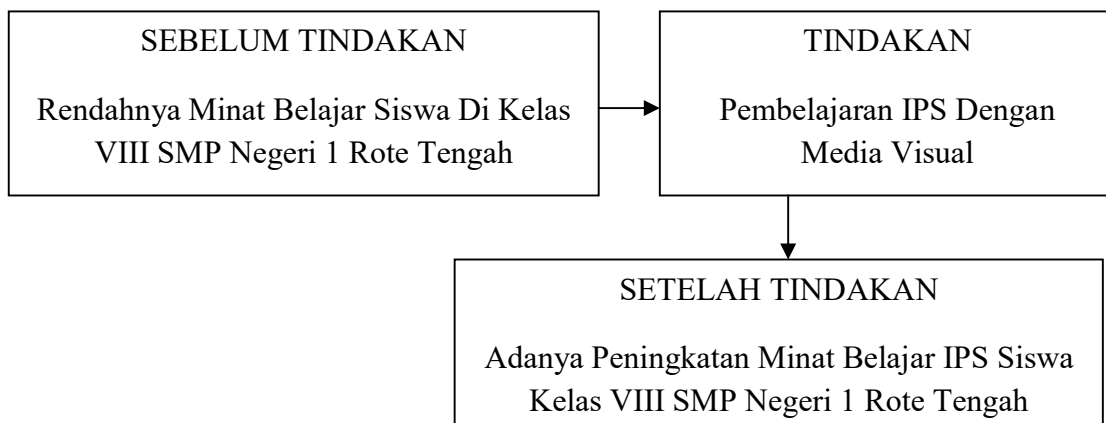 SEBELUM TINDAKAN
Rendahnya Minat Belajar Siswa Di Kelas
VIII SMP Negeri 1 Rote Tengah
TINDAKAN
Pembelajaran IPS Dengan
Media Visual
SETELAH TINDAKAN
Adanya Peningkatan Minat Belajar IPS Siswa
Kelas VIII SMP Negeri 1 Rote Tengah